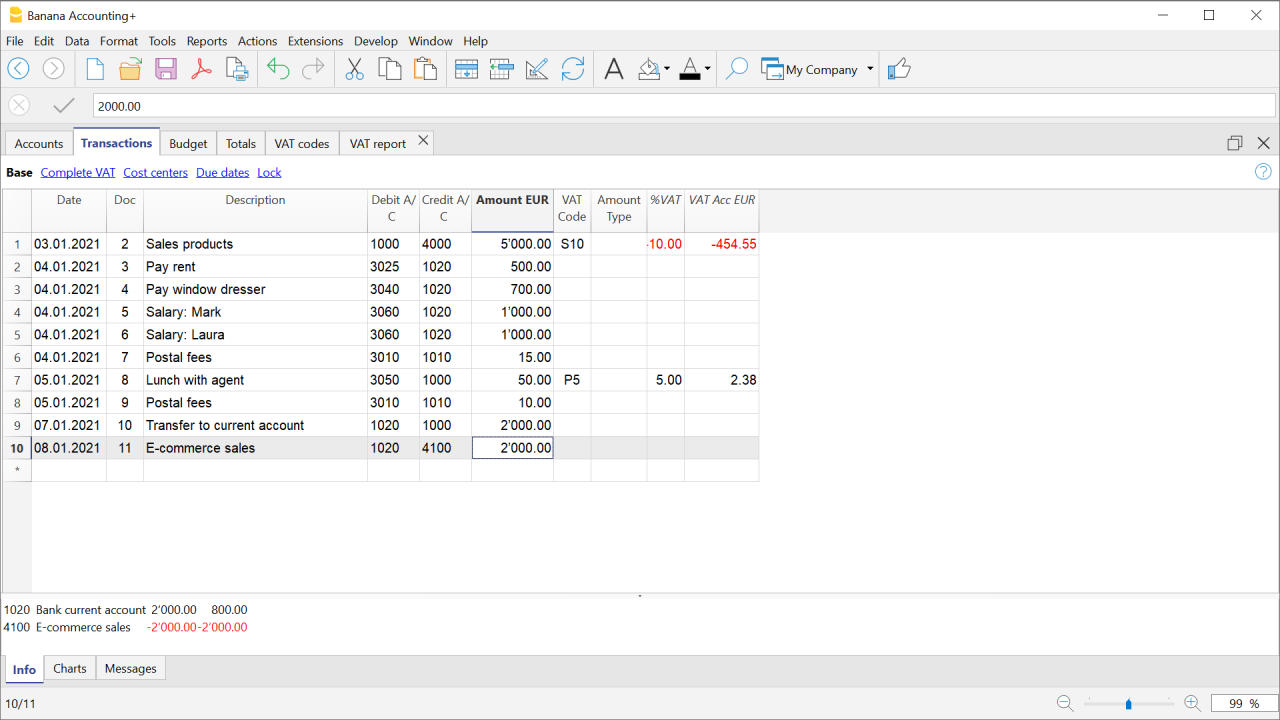 Banana Accounting+
File Edit Data Format Tools Reports Actions Extensions Develop Window Help
My Company
2000.00
Accounts Transactions Budget Totals VAT codes VAT report
Base Complete VAT Cost centers Due dates Lock
Date Doc Description Debit A/C Credit A/C Amount EUR VAT Code Amount Type %VAT VAT Acc EUR
1 03.01.2021 2 Sales products 1000 4000 5'000.00 S10 -10.00 -454.55
2 04.01.2021 3 Pay rent 3025 1020 500.00
3 04.01.2021 4 Pay window dresser 3040 1020 700.00
4 04.01.2021 5 Salary: Mark 3060 1020 1'000.00
5 04.01.2021 6 Salary: Laura 3060 1020 1'000.00
6 04.01.2021 7 Postal fees 3010 1010 15.00
7 05.01.2021 8 Lunch with agent 3050 1000 50.00 P5 5.00 2.38
8 05.01.2021 9 Postal fees 3010 1010 10.00
9 07.01.2021 10 Transfer to current account 1020 1000 2'000.00
10 08.01.2021 11 E-commerce sales 1020 4100 2'000.00
*
1020 Bank current account 2'000.00 800.00
4100 E-commerce sales -2'000.00 -2'000.00
Info Charts Messages
10/11 99 %